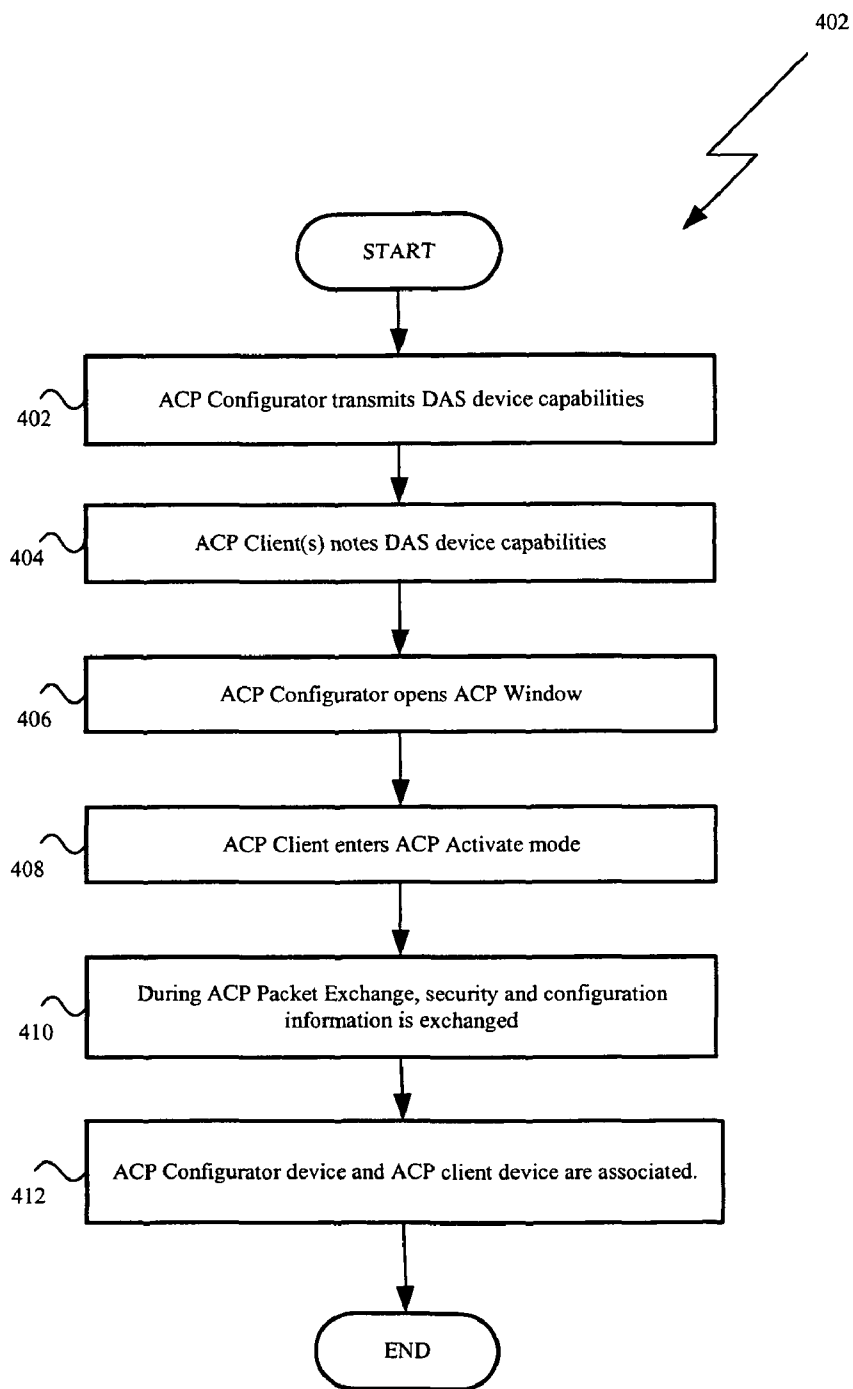 402
START
ACP Configurator transmits DAS device capabilities
402
ACP Client(s) notes DAS device capabilities
404
ACP Configurator opens ACP Window
406
ACP Client enters ACP Activate mode
408
During ACP Packet Exchange, security and configuration
information is exchanged
410
ACP Configurator device and ACP client device are associated.
412
END